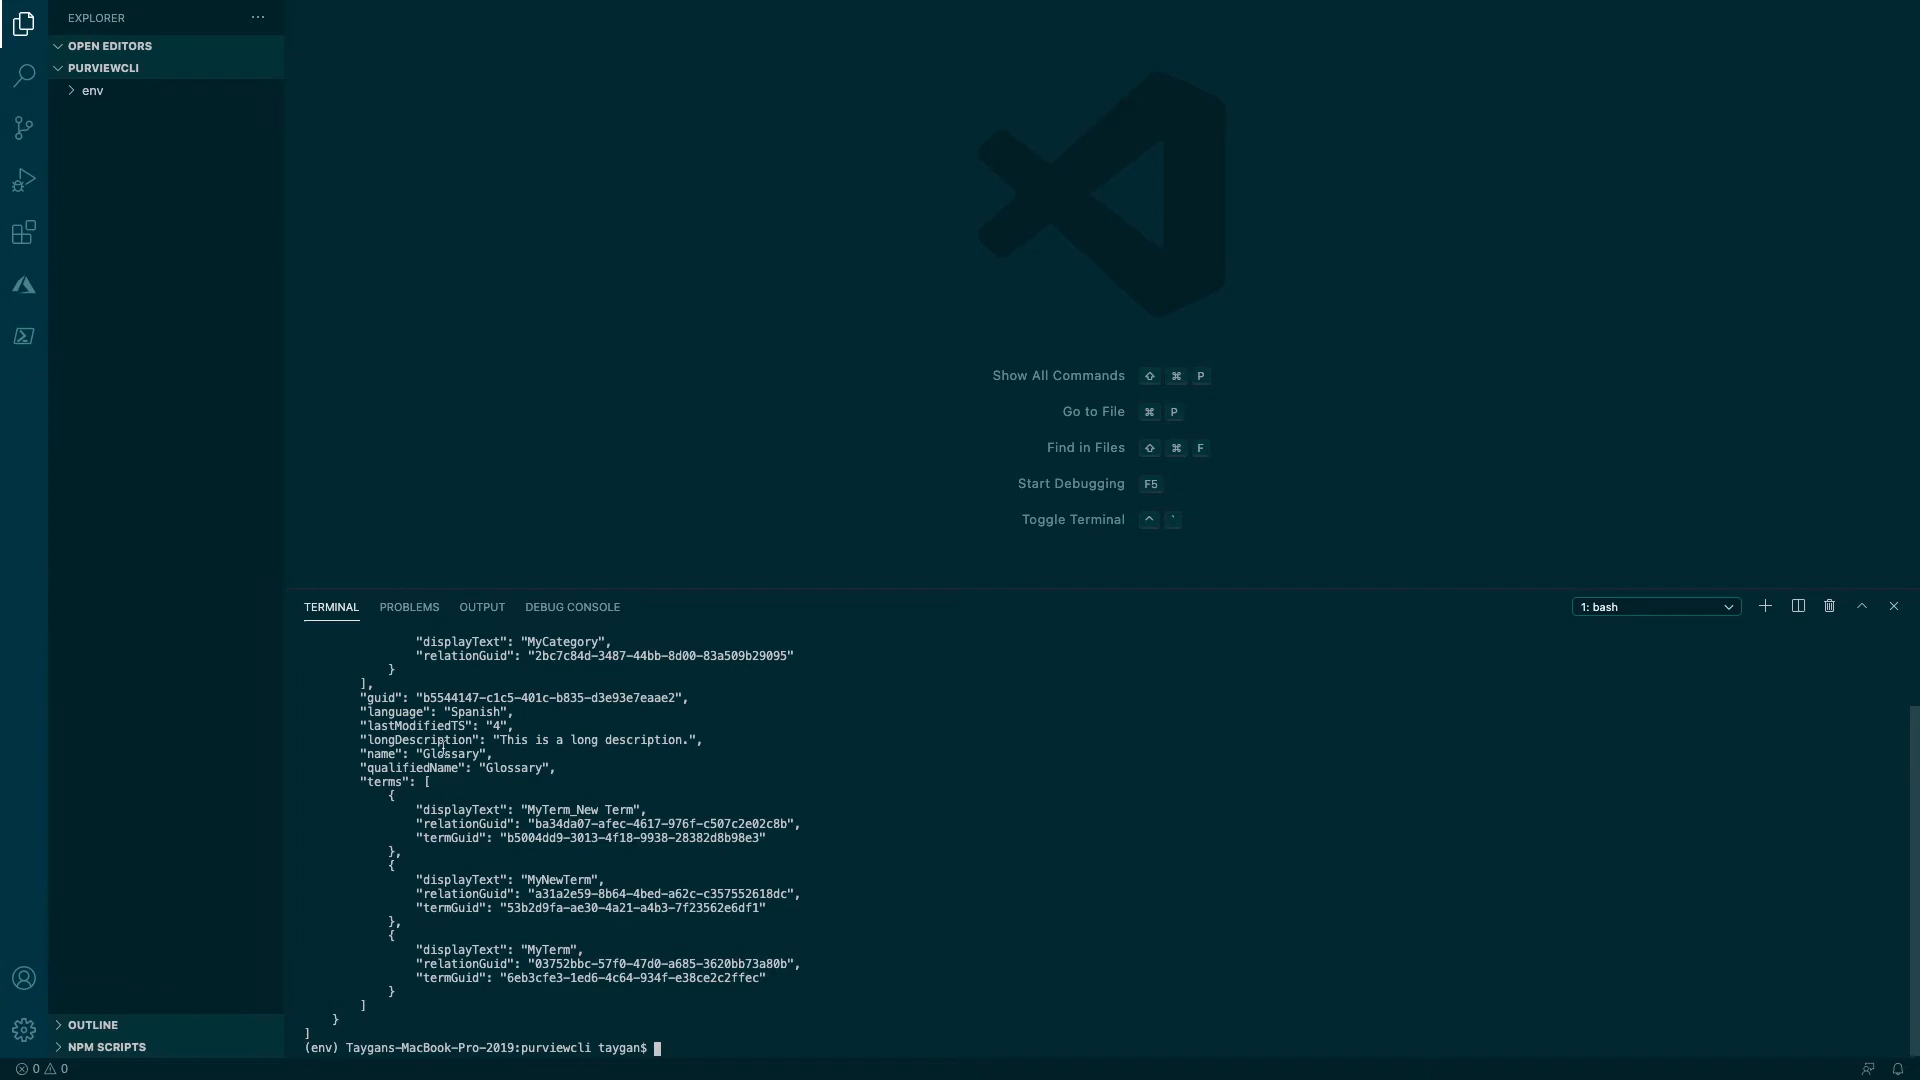 EXPLORER
OPEN EDITORS
PURVIEWCLI
env
Show All Commands ⇧ ⌘ P
Go to File ⌘ P
Find in Files ⇧ ⌘ F
Start Debugging F5
Toggle Terminal ^ `
TERMINAL PROBLEMS OUTPUT DEBUG CONSOLE 1: bash
"displayText": "MyCategory",
"relationGuid": "2bc7c84d-3487-44bb-8d00-83a509b29095"
}
],
"guid": "b5544147-c1c5-401c-b835-d3e93e7eaae2",
"language": "Spanish",
"lastModifiedTS": "4",
"longDescription": "This is a long description.",
"name": "Glossary",
"qualifiedName": "Glossary",
"terms": [
{
"displayText": "MyTerm_New Term",
"relationGuid": "ba34da07-afec-4617-976f-c507c2e02c8b",
"termGuid": "b5004dd9-3013-4f18-9938-28382d8b98e3"
},
{
"displayText": "MyNewTerm",
"relationGuid": "a31a2e59-8b64-4bed-a62c-c357552618dc",
"termGuid": "53b2d9fa-ae30-4a21-a4b3-7f23562e6df1"
},
{
"displayText": "MyTerm",
"relationGuid": "03752bbc-57f0-47d0-a685-3620bb73a80b",
"termGuid": "6eb3cfe3-1ed6-4c64-934f-e38ce2c2ffec"
}
]
}
]
(env) Taygans-MacBook-Pro-2019:purviewcli taygan$
OUTLINE
NPM SCRIPTS
0 0